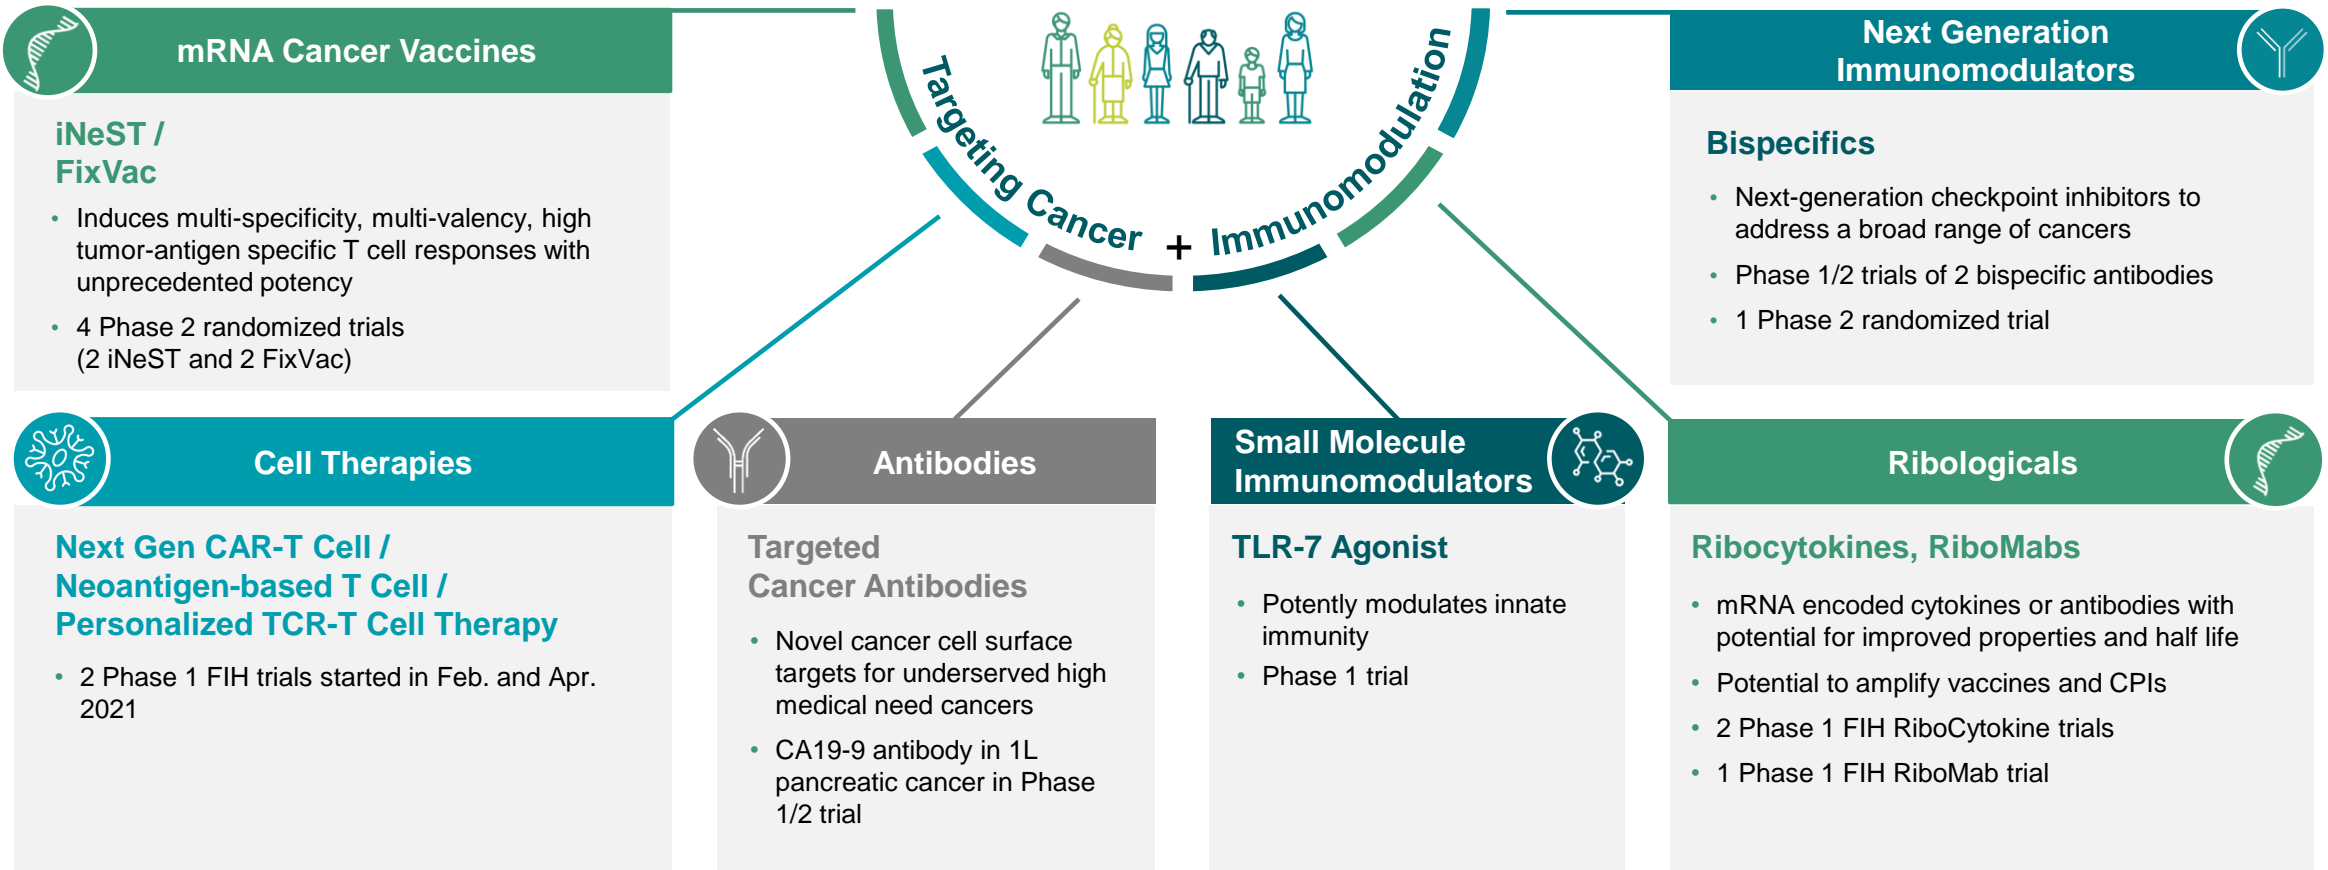 mRNA Cancer Vaccines
iNeST /
FixVac
• Induces multi-specificity, multi-valency, high
tumor-antigen specific T cell responses with
unprecedented potency
• 4 Phase 2 randomized trials
(2 iNeST and 2 FixVac)
Targeting Cancer + Immunomodulation
Next Generation
Immunomodulators
Bispecifics
• Next-generation checkpoint inhibitors to
address a broad range of cancers
• Phase 1/2 trials of 2 bispecific antibodies
• 1 Phase 2 randomized trial
Cell Therapies
Next Gen CAR-T Cell /
Neoantigen-based T Cell /
Personalized TCR-T Cell Therapy
• 2 Phase 1 FIH trials started in Feb. and Apr.
2021
Antibodies
Targeted
Cancer Antibodies
• Novel cancer cell surface
targets for underserved high
medical need cancers
• CA19-9 antibody in 1L
pancreatic cancer in Phase
1/2 trial
Small Molecule
Immunomodulators
TLR-7 Agonist
• Potently modulates innate
immunity
• Phase 1 trial
Ribologicals
Ribocytokines, RiboMabs
• mRNA encoded cytokines or antibodies with
potential for improved properties and half life
• Potential to amplify vaccines and CPIs
• 2 Phase 1 FIH RiboCytokine trials
• 1 Phase 1 FIH RiboMab trial